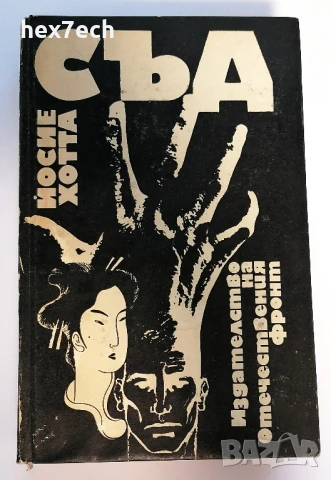 hex7ech
СЪД
ЙОСИЕ
ХОТТА
Издателство
на
Отечествения
фронт
BAZAR